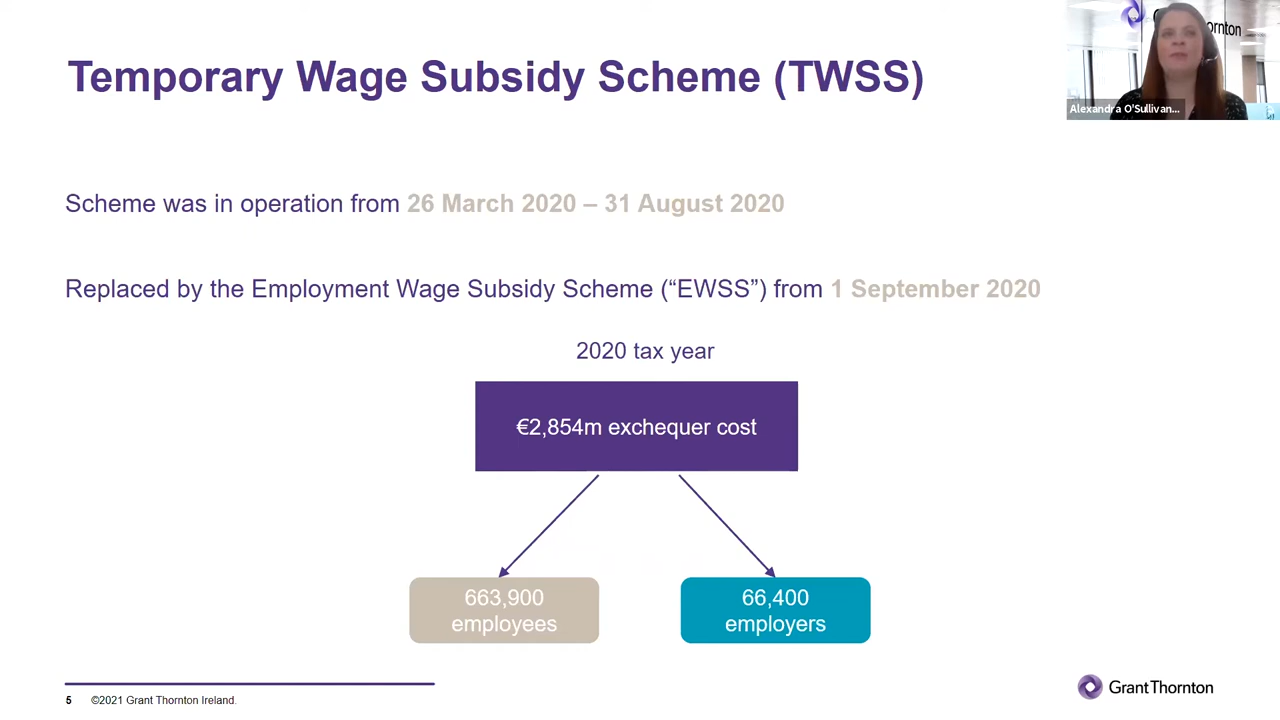 Temporary Wage Subsidy Scheme (TWSS)
Alexandra O'Sullivan...
Scheme was in operation from 26 March 2020 – 31 August 2020
Replaced by the Employment Wage Subsidy Scheme (“EWSS”) from 1 September 2020
2020 tax year
€2,854m exchequer cost
663,900
employees
66,400
employers
5 ©2021 Grant Thornton Ireland.
Grant Thornton